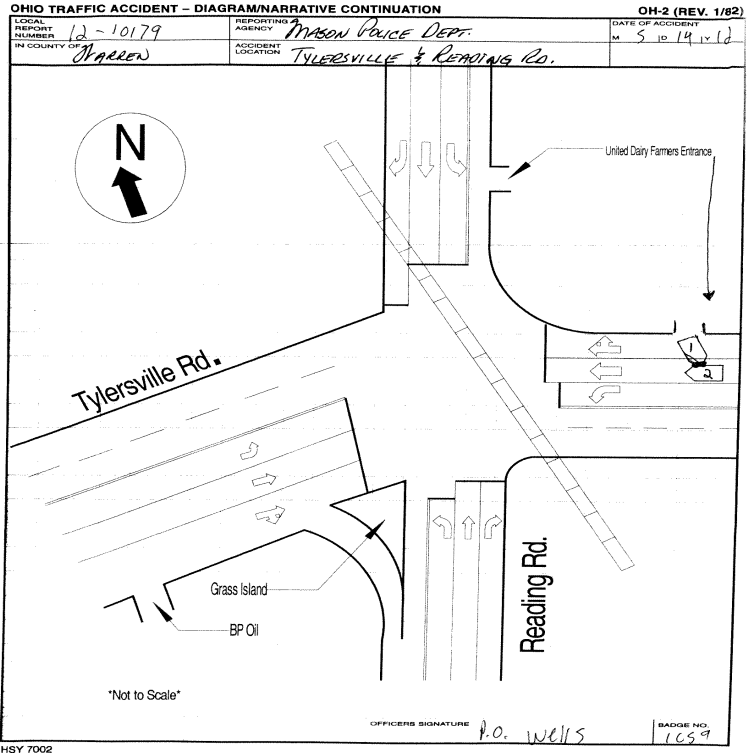 OHIO TRAFFIC ACCIDENT – DIAGRAM/NARRATIVE CONTINUATION OH-2 (REV. 1/82)
LOCAL REPORT NUMBER 12-10179
REPORTING AGENCY MASON POLICE DEPT.
DATE OF ACCIDENT
M 5 D 19 Y 12
IN COUNTY OF WARREN
ACCIDENT LOCATION TYLERSVILLE & READING RD.
N
United Dairy Farmers Entrance
1
2
Tylersville Rd.
Reading Rd.
Grass Island
BP Oil
*Not to Scale*
OFFICERS SIGNATURE P.O. Wells
BADGE NO. 1059
HSY 7002